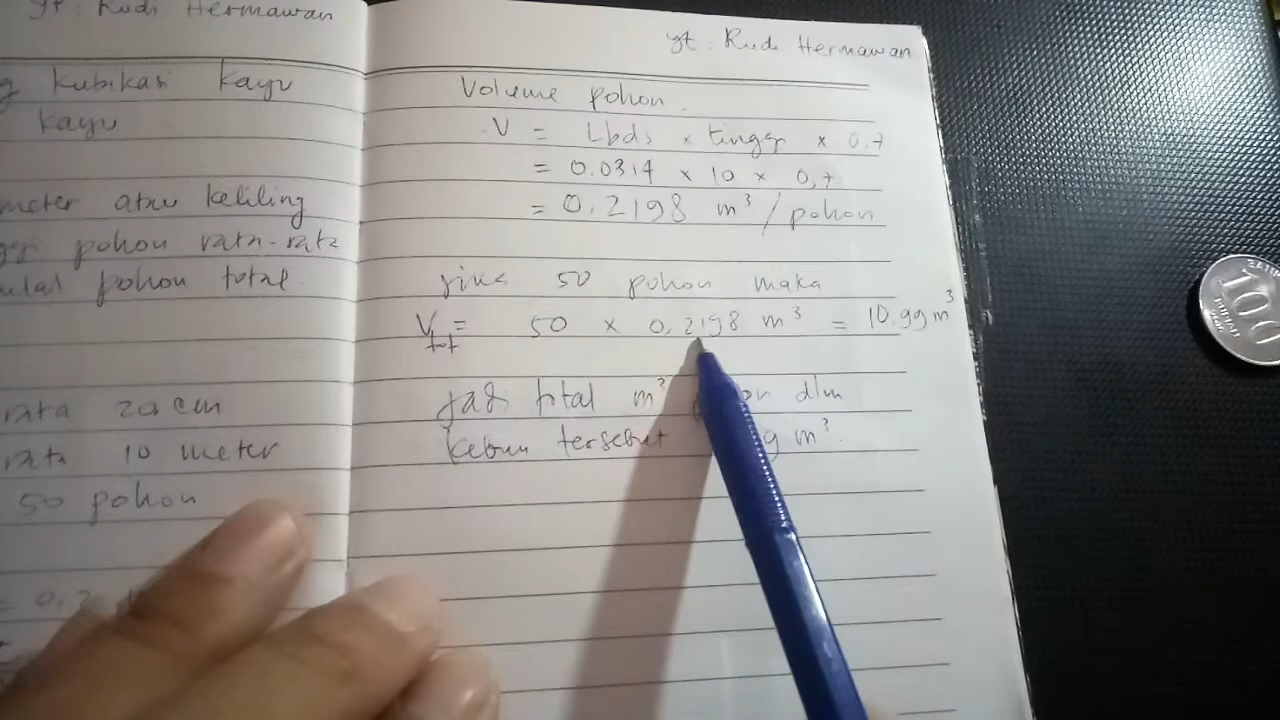 yt Rudi Hermawan
g kubikasi kayu
kayu
meter atau keliling
pohon rata-rata
pohon total
rata 20 cm
rata 10 meter
50 pohon
= 0,2
yt : Rudi Hermawan
Volume pohon
V = Lbds x tinggi x 0,7
= 0.0314 x 10 x 0,7
= 0.2198 m³/pohon
jika 50 pohon maka
Vtot = 50 x 0,2198 m³ = 10,99 m³
jadi total m³ dlm
kebun tersebut m³.
100